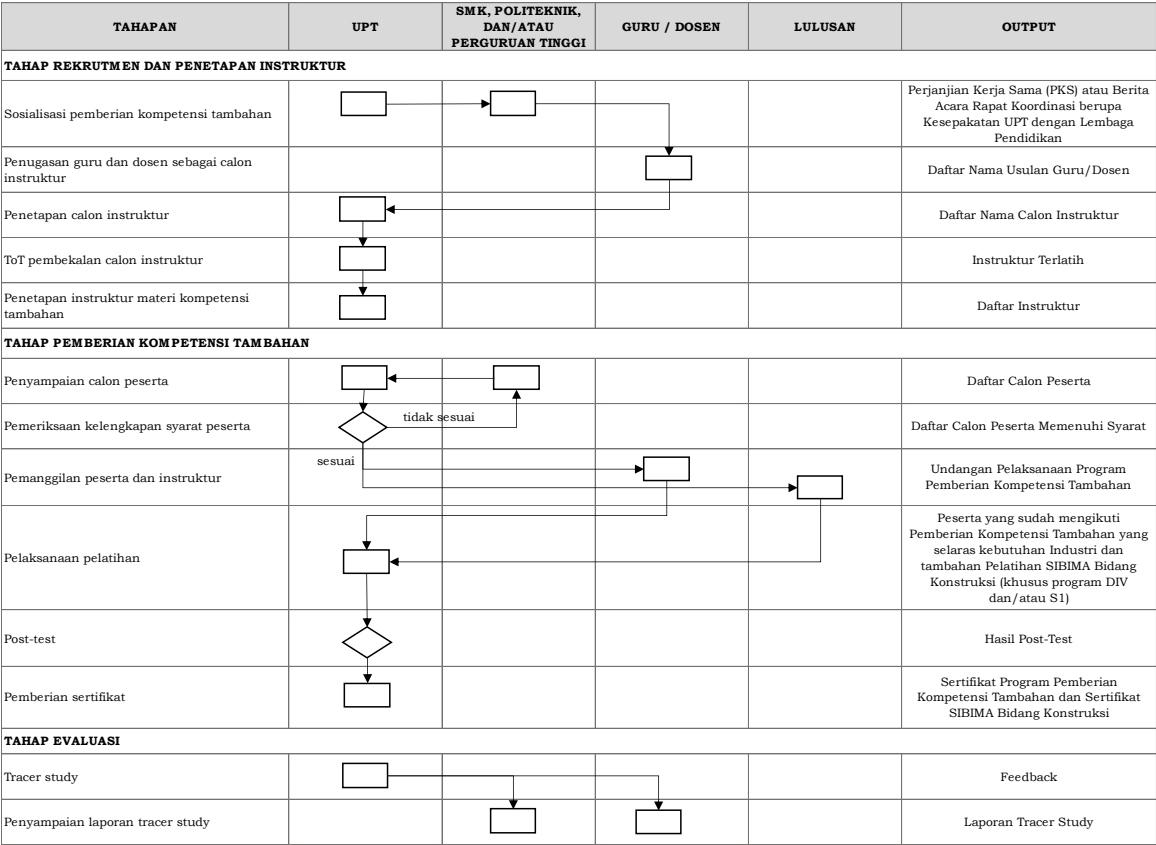 TAHAPAN
UPT
SMK, POLITEKNIK,
DAN/ATAU
PERGURUAN TINGGI
GURU / DOSEN
LULUSAN
OUTPUT
TAHAP REKRUTMEN DAN PENETAPAN INSTRUKTUR
Sosialisasi pemberian kompetensi tambahan
Perjanjian Kerja Sama (PKS) atau Berita
Acara Rapat Koordinasi berupa
Kesepakatan UPT dengan Lembaga
Pendidikan
Penugasan guru dan dosen sebagai calon
instruktur
Daftar Nama Usulan Guru/Dosen
Penetapan calon instruktur
Daftar Nama Calon Instruktur
ToT pembekalan calon instruktur
Instruktur Terlatih
Penetapan instruktur materi kompetensi
tambahan
Daftar Instruktur
TAHAP PEMBERIAN KOMPETENSI TAMBAHAN
Penyampaian calon peserta
Daftar Calon Peserta
Pemeriksaan kelengkapan syarat peserta
tidak sesuai
Daftar Calon Peserta Memenuhi Syarat
Pemanggilan peserta dan instruktur
sesuai
Undangan Pelaksanaan Program
Pemberian Kompetensi Tambahan
Pelaksanaan pelatihan
Peserta yang sudah mengikuti
Pemberian Kompetensi Tambahan yang
selaras kebutuhan Industri dan
tambahan Pelatihan SIBIMA Bidang
Konstruksi (khusus program DIV
dan/atau S1)
Post-test
Hasil Post-Test
Pemberian sertifikat
Sertifikat Program Pemberian
Kompetensi Tambahan dan Sertifikat
SIBIMA Bidang Konstruksi
TAHAP EVALUASI
Tracer study
Feedback
Penyampaian laporan tracer study
Laporan Tracer Study